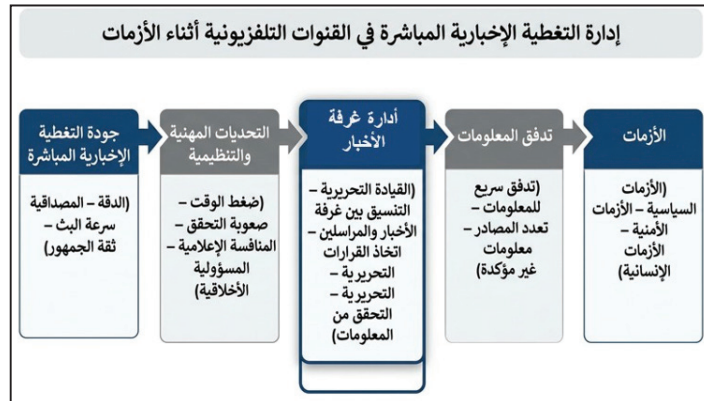 إدارة التغطية الإخبارية المباشرة في القنوات التلفزيونية أثناء الأزمات
الأزمات
(الأزمات
السياسية – الأزمات
الأمنية –
الأزمات
الإنسانية)
تدفق المعلومات
(تدفق سريع
للمعلومات –
تعدد المصادر –
معلومات
غير مؤكدة)
أدارة غرفة
الأخبار
(القيادة التحريرية –
التنسيق بين غرفة
الأخبار والمراسلين –
اتخاذ القرارات
التحريرية –
التحريرية –
التحقق من
المعلومات)
التحديات المهنية
والتنظيمية
(ضغط الوقت –
صعوبة التحقق –
المنافسة الإعلامية –
المسؤولية
الأخلاقية)
جودة التغطية
الإخبارية المباشرة
(الدقة – المصداقية
سرعة البث –
ثقة الجمهور)